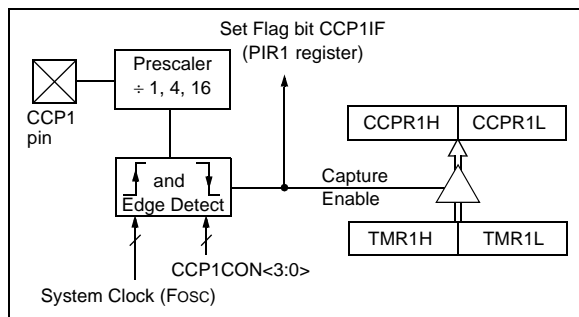 Set Flag bit CCP1IF
(PIR1 register)
Prescaler
÷ 1, 4, 16
CCP1
pin
CCPR1H
CCPR1L
and
Edge Detect
Capture
Enable
TMR1H
TMR1L
CCP1CON<3:0>
System Clock (FOSC)